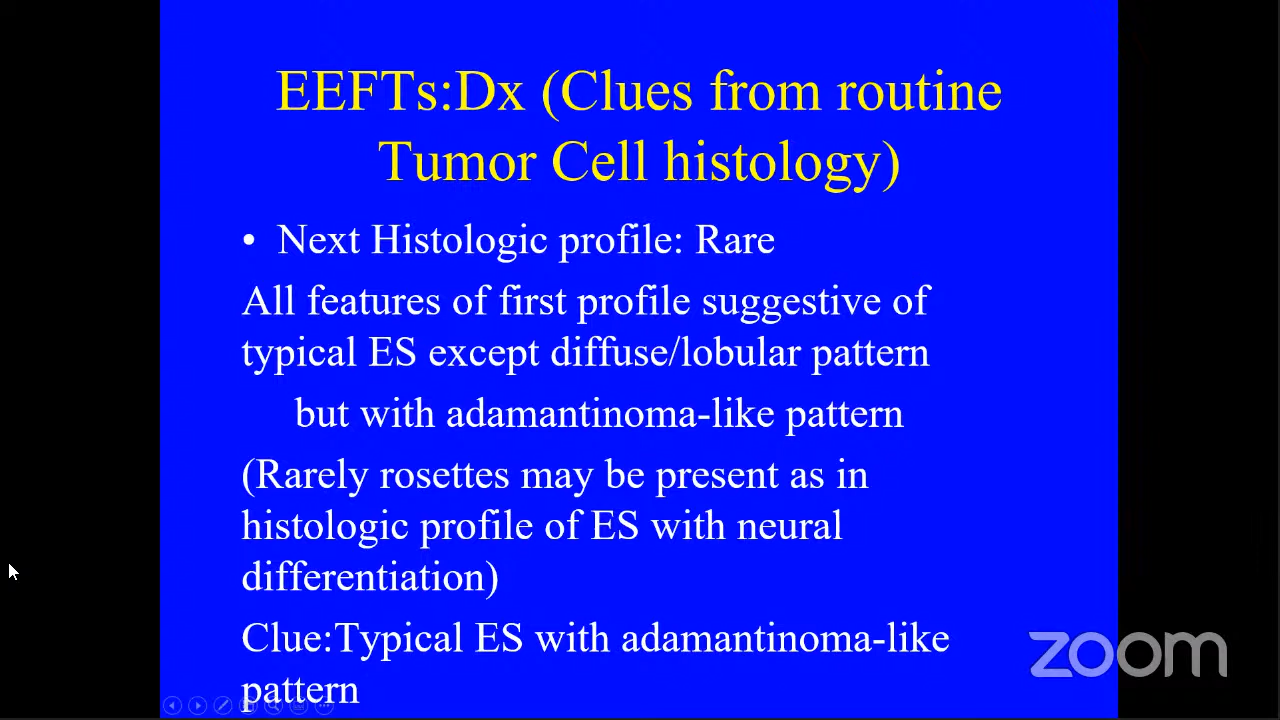 EEFTs:Dx (Clues from routine
Tumor Cell histology)
• Next Histologic profile: Rare
All features of first profile suggestive of
typical ES except diffuse/lobular pattern
but with adamantinoma-like pattern
(Rarely rosettes may be present as in
histologic profile of ES with neural
differentiation)
Clue:Typical ES with adamantinoma-like
pattern
zoom